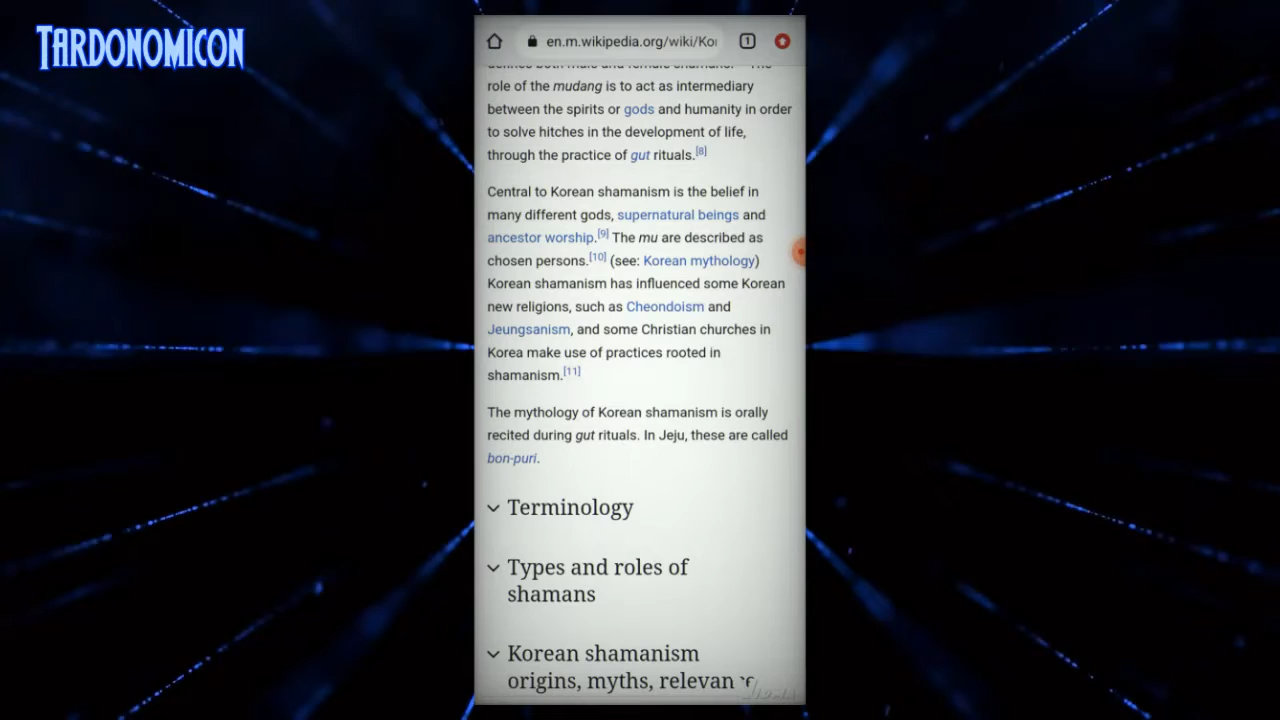 TARDONOMICON
en.m.wikipedia.org/wiki/Ko
1
role of the mudang is to act as intermediary
between the spirits or gods and humanity in order
to solve hitches in the development of life,
through the practice of gut rituals.[8]
Central to Korean shamanism is the belief in
many different gods, supernatural beings and
ancestor worship.[9] The mu are described as
chosen persons.[10] (see: Korean mythology)
Korean shamanism has influenced some Korean
new religions, such as Cheondoism and
Jeungsanism, and some Christian churches in
Korea make use of practices rooted in
shamanism.[11]
The mythology of Korean shamanism is orally
recited during gut rituals. In Jeju, these are called
bon-puri.
Terminology
Types and roles of
shamans
Korean shamanism
origins, myths, relevan